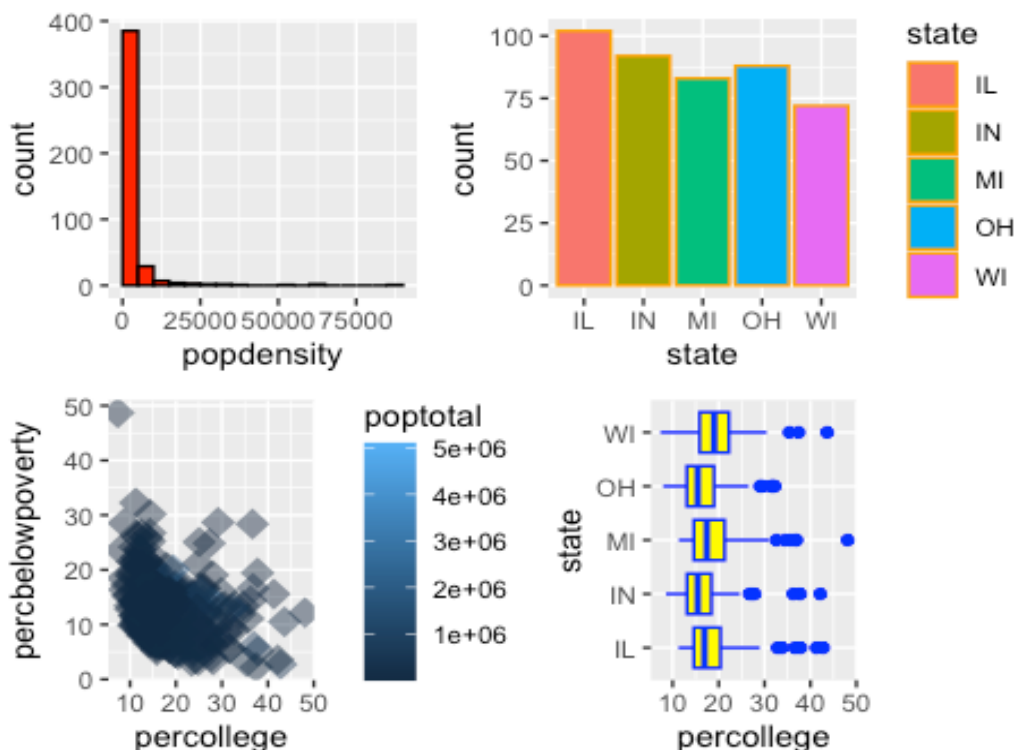 400
300
200
100
0
count
0 25000 50000 75000
popdensity
100
75
50
25
0
count
IL IN MI OH WI
state
state
IL
IN
MI
OH
WI
50
40
30
20
10
0
percbelowpoverty
10 20 30 40 50
percollege
poptotal
5e+06
4e+06
3e+06
2e+06
1e+06
WI
OH
MI
IN
IL
state
10 20 30 40 50
percollege